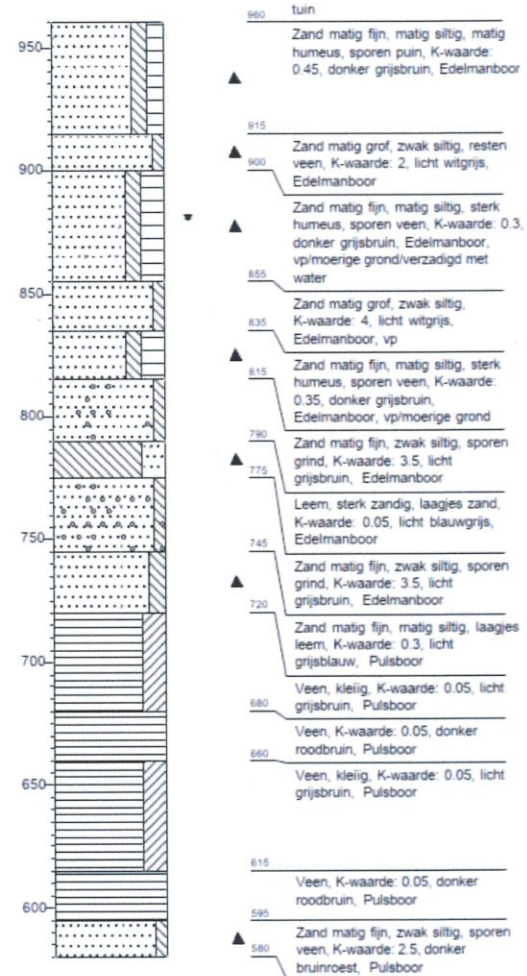 950
900
850
800
750
700
650
600
960
tuin
Zand matig fijn, matig siltig, matig
humeus, sporen puin, K-waarde:
0.45, donker grijsbruin, Edelmanboor
915
Zand matig grof, zwak siltig, resten
veen, K-waarde: 2, licht witgrijs,
Edelmanboor
900
Zand matig fijn, matig siltig, sterk
humeus, sporen veen, K-waarde: 0.3,
donker grijsbruin, Edelmanboor,
vp/moerige grond/verzadigd met
water
855
Zand matig grof, zwak siltig,
K-waarde: 4, licht witgrijs,
Edelmanboor, vp
835
Zand matig fijn, matig siltig, sterk
humeus, sporen veen, K-waarde:
0.35, donker grijsbruin,
Edelmanboor, vp/moerige grond
815
Zand matig fijn, zwak siltig, sporen
grind, K-waarde: 3.5, licht
grijsbruin, Edelmanboor
790
Leem, sterk zandig, laagjes zand,
K-waarde: 0.05, licht blauwgrijs,
Edelmanboor
775
Zand matig fijn, zwak siltig, sporen
grind, K-waarde: 3.5, licht
grijsbruin, Edelmanboor
745
Zand matig fijn, matig siltig, laagjes
leem, K-waarde: 0.3, licht
grijsblauw, Pulsboor
720
Veen, kleiïg, K-waarde: 0.05, licht
grijsbruin, Pulsboor
680
Veen, K-waarde: 0.05, donker
roodbruin, Pulsboor
660
Veen, kleiïg, K-waarde: 0.05, licht
grijsbruin, Pulsboor
615
Veen, K-waarde: 0.05, donker
roodbruin, Pulsboor
595
Zand matig fijn, zwak siltig, sporen
veen, K-waarde: 2.5, donker
bruinroest, Pulsboor
580